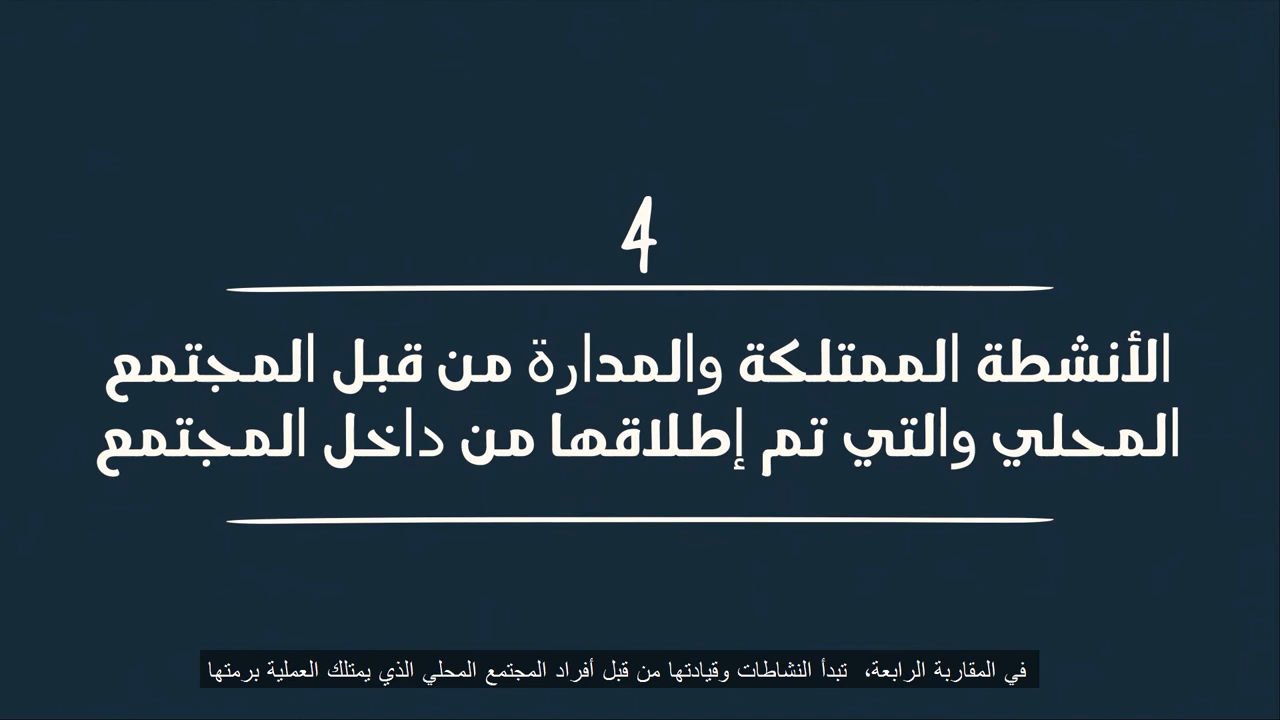 4
الأنشطة الممتلكة والمدارة من قبل المجتمع
المحلي والتي تم إطلاقها من داخل المجتمع
في المقاربة الرابعة، تبدأ النشاطات وقيادتها من قبل أفراد المجتمع المحلي الذي يمتلك العملية برمتها